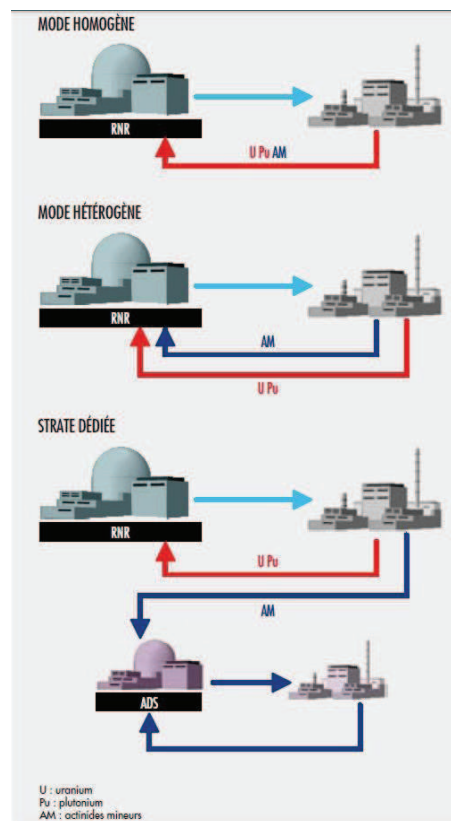 MODE HOMOGÈNE
RNR
U Pu AM
MODE HÉTÉROGÈNE
RNR
AM
U Pu
STRATE DÉDIÉE
RNR
U Pu
AM
ADS
U : uranium
Pu : plutonium
AM : actinides mineurs